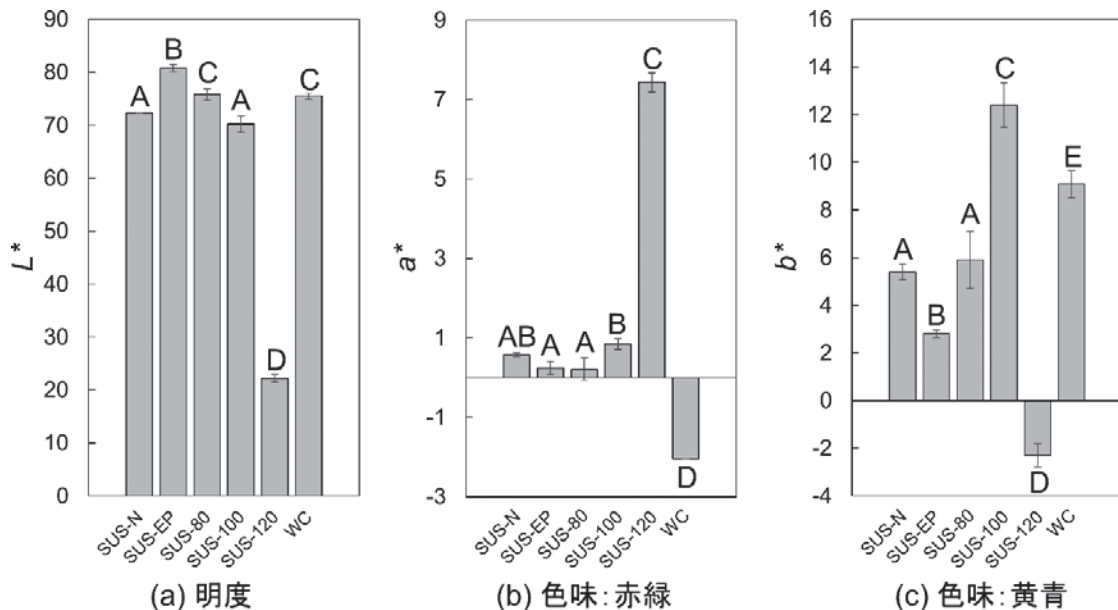 90
80
70
60
50
40
30
20
10
0
L*
A
B
C
A
D
C
SUS-N
SUS-EP
SUS-80
SUS-100
SUS-120
WC
(a) 明度
9
7
5
3
1
-1
-3
a*
AB
A
A
B
C
D
SUS-N
SUS-EP
SUS-80
SUS-100
SUS-120
WC
(b) 色味:赤緑
16
14
12
10
8
6
4
2
0
-2
-4
b*
A
B
A
C
D
E
SUS-N
SUS-EP
SUS-80
SUS-100
SUS-120
WC
(c) 色味:黄青